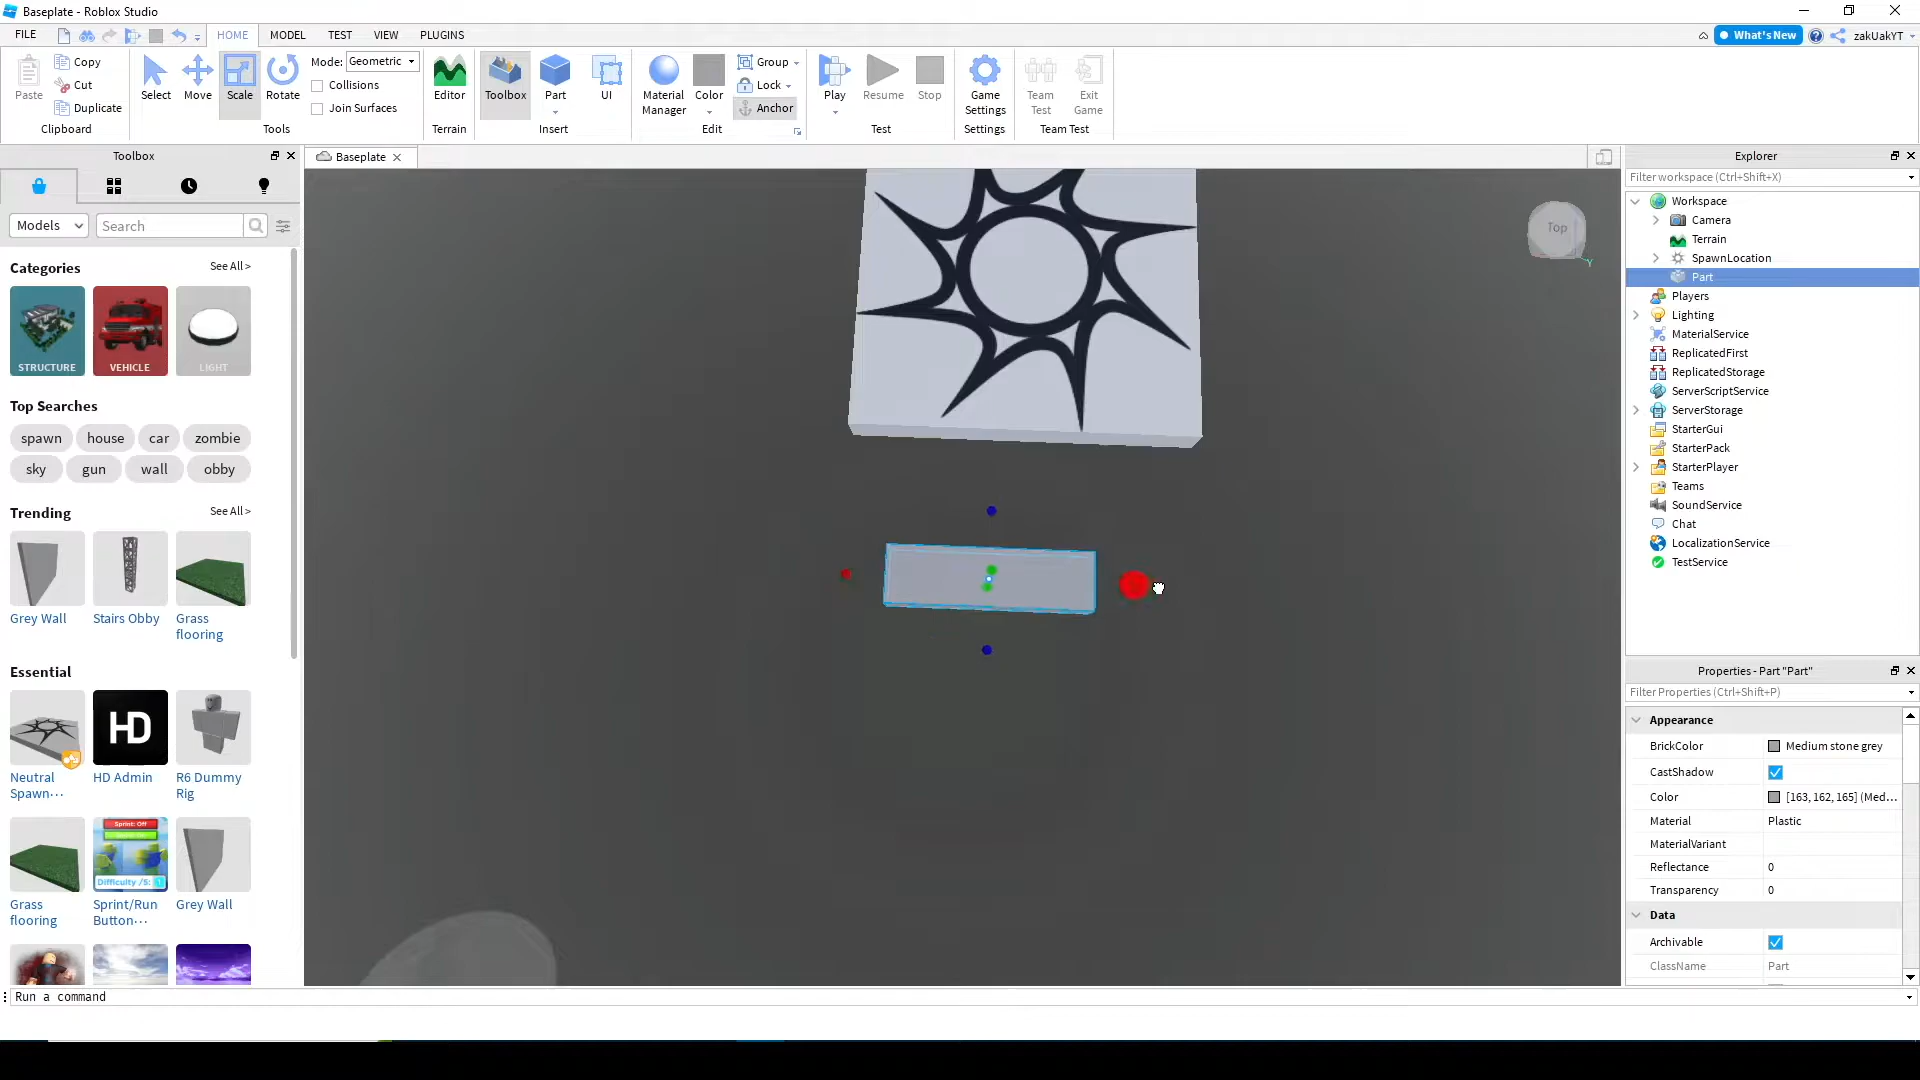 Baseplate - Roblox Studio
FILE
HOME
MODEL
TEST
VIEW
PLUGINS
What's New
zakUakYT
Paste
Copy
Cut
Duplicate
Clipboard
Select
Move
Scale
Rotate
Mode: Geometric
Collisions
Join Surfaces
Tools
Editor
Terrain
Toolbox
Part
UI
Insert
Material
Manager
Color
Group
Lock
Anchor
Edit
Play
Resume
Stop
Test
Game
Settings
Settings
Team
Test
Exit
Game
Team Test
Toolbox
Models
Search
Categories
See All >
STRUCTURE
VEHICLE
LIGHT
Top Searches
spawn
house
car
zombie
sky
gun
wall
obby
Trending
See All >
Grey Wall
Stairs Obby
Grass
flooring
Essential
HD
Neutral
Spawn...
HD Admin
R6 Dummy
Rig
Sprint: Off
Difficulty /5: 1
Grass
flooring
Sprint/Run
Button...
Grey Wall
Baseplate
Top
Y
Explorer
Filter workspace (Ctrl+Shift+X)
Workspace
Camera
Terrain
SpawnLocation
Part
Players
Lighting
MaterialService
ReplicatedFirst
ReplicatedStorage
ServerScriptService
ServerStorage
StarterGui
StarterPack
StarterPlayer
Teams
SoundService
Chat
LocalizationService
TestService
Properties - Part "Part"
Filter Properties (Ctrl+Shift+P)
Appearance
BrickColor
Medium stone grey
CastShadow
Color
[163, 162, 165] (Med...
Material
Plastic
MaterialVariant
Reflectance
0
Transparency
0
Data
Archivable
ClassName
Part
Run a command